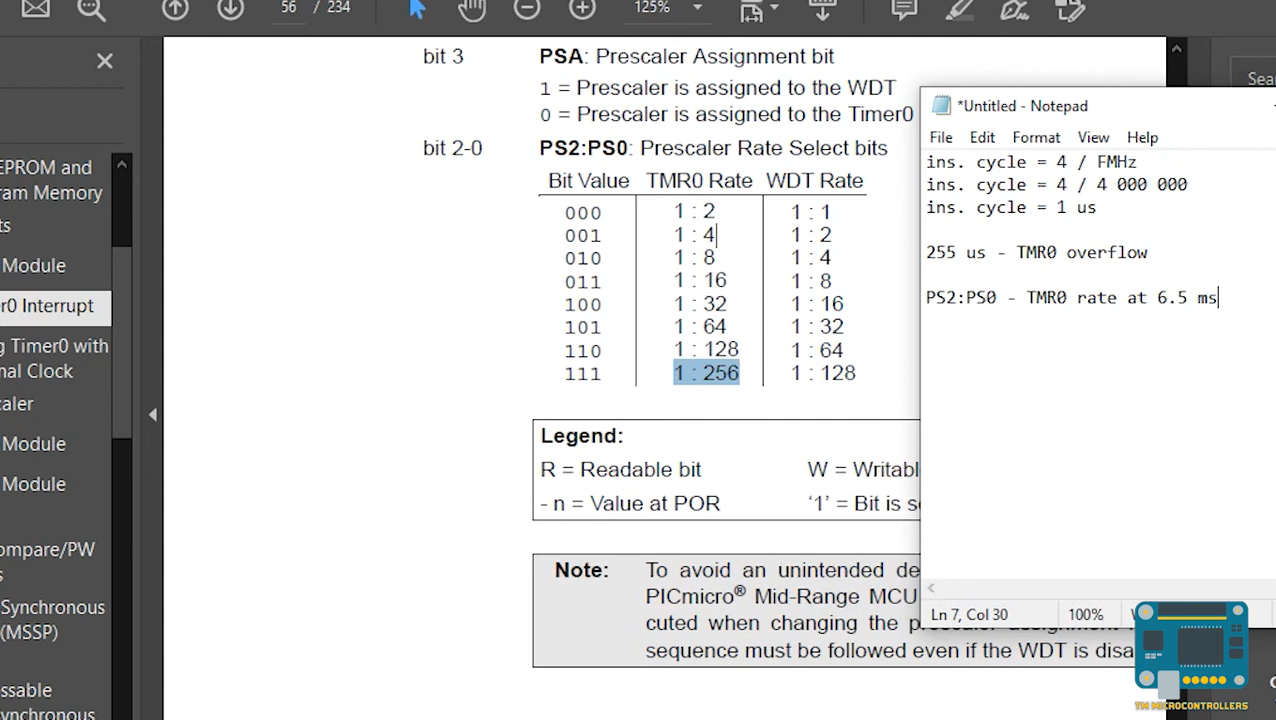 56 / 234
125%
bit 3 PSA: Prescaler Assignment bit
1 = Prescaler is assigned to the WDT
0 = Prescaler is assigned to the Timer0
bit 2-0 PS2:PS0: Prescaler Rate Select bits
Bit Value TMR0 Rate WDT Rate
000 1 : 2 1 : 1
001 1 : 4 1 : 2
010 1 : 8 1 : 4
011 1 : 16 1 : 8
100 1 : 32 1 : 16
101 1 : 64 1 : 32
110 1 : 128 1 : 64
111 1 : 256 1 : 128
Legend:
R = Readable bit W = Writabl
- n = Value at POR '1' = Bit is s
Note: To avoid an unintended de
PICmicro® Mid-Range MCU
cuted when changing the prescaler assignment
sequence must be followed even if the WDT is disa
EPROM and
ram Memory
ts
Module
r0 Interrupt
g Timer0 with
nal Clock
caler
Module
Module
ompare/PW
s
Synchronous
(MSSP)
essable
ynchronous
Sear
*Untitled - Notepad
File Edit Format View Help
ins. cycle = 4 / FMHz
ins. cycle = 4 / 4 000 000
ins. cycle = 1 us
255 us - TMR0 overflow
PS2:PS0 - TMR0 rate at 6.5 ms
Ln 7, Col 30 100%
TM MICROCONTROLLERS